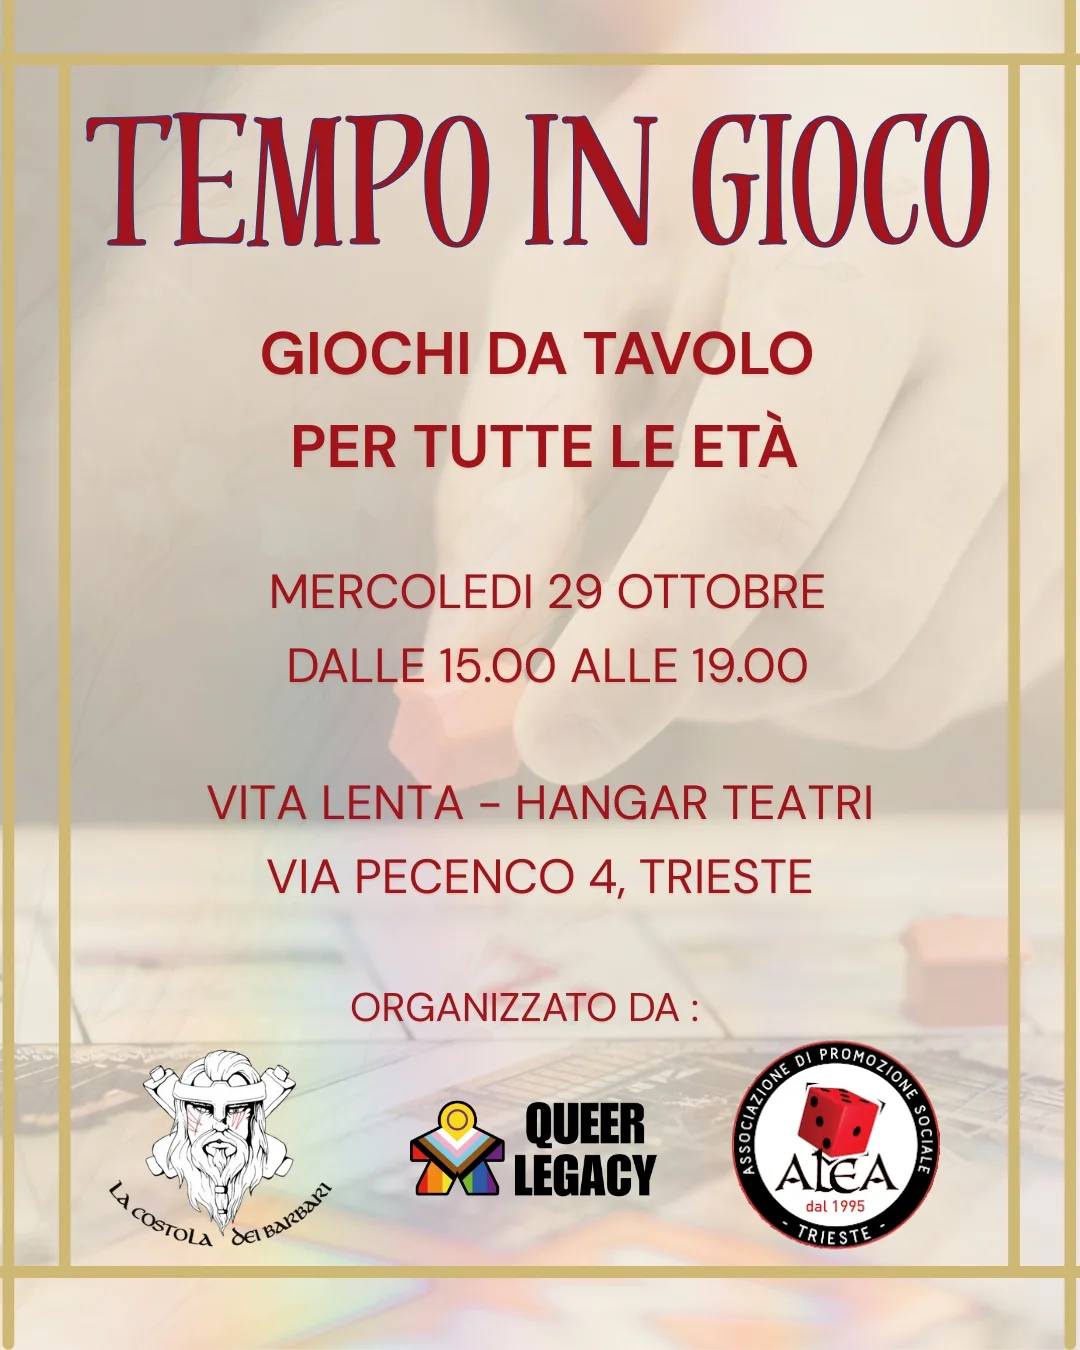 TEMPO IN GIOCO
GIOCHI DA TAVOLO
PER TUTTE LE ETÀ
MERCOLEDI 29 OTTOBRE
DALLE 15.00 ALLE 19.00
VITA LENTA – HANGAR TEATRI
VIA PECENCO 4, TRIESTE
ORGANIZZATO DA :
LA COSTOLA DEI BARBARI
QUEER
LEGACY
ASSOCIAZIONE DI PROMOZIONE SOCIALE
ALEA
dal 1995
- TRIESTE -